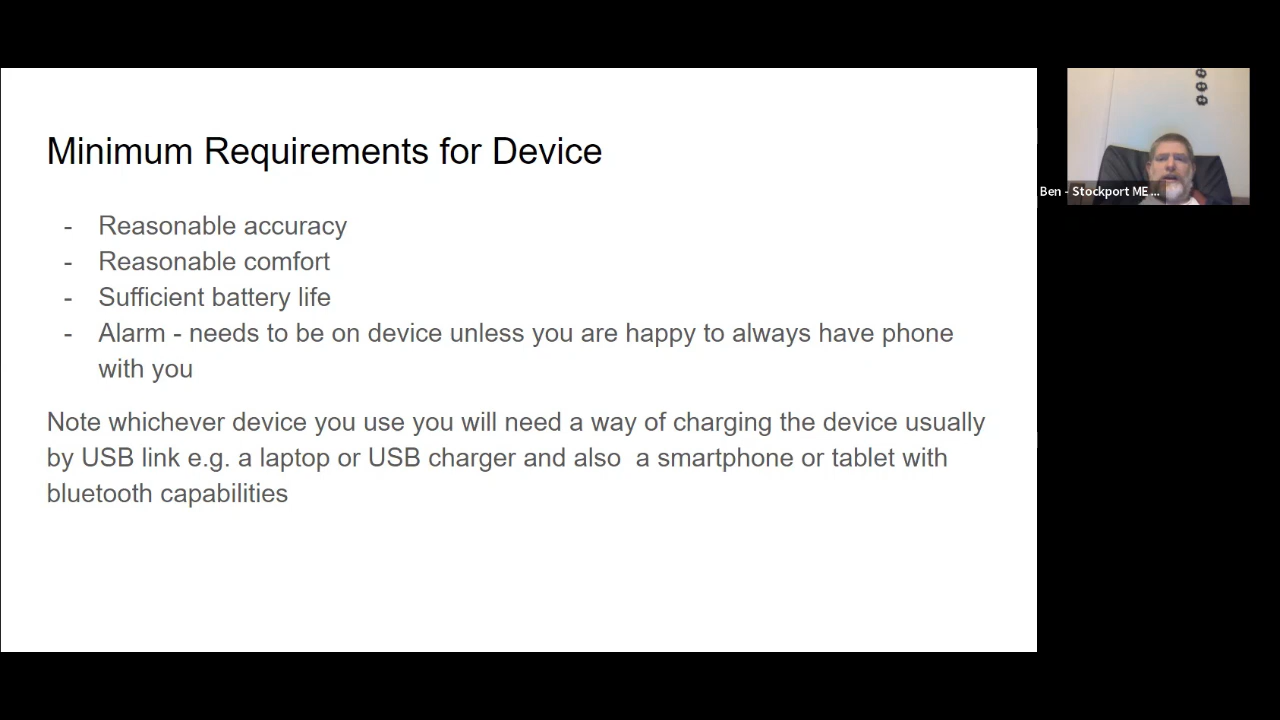 Minimum Requirements for Device
- Reasonable accuracy
- Reasonable comfort
- Sufficient battery life
- Alarm - needs to be on device unless you are happy to always have phone
with you
Note whichever device you use you will need a way of charging the device usually
by USB link e.g. a laptop or USB charger and also  a smartphone or tablet with
bluetooth capabilities
Ben - Stockport ME ...